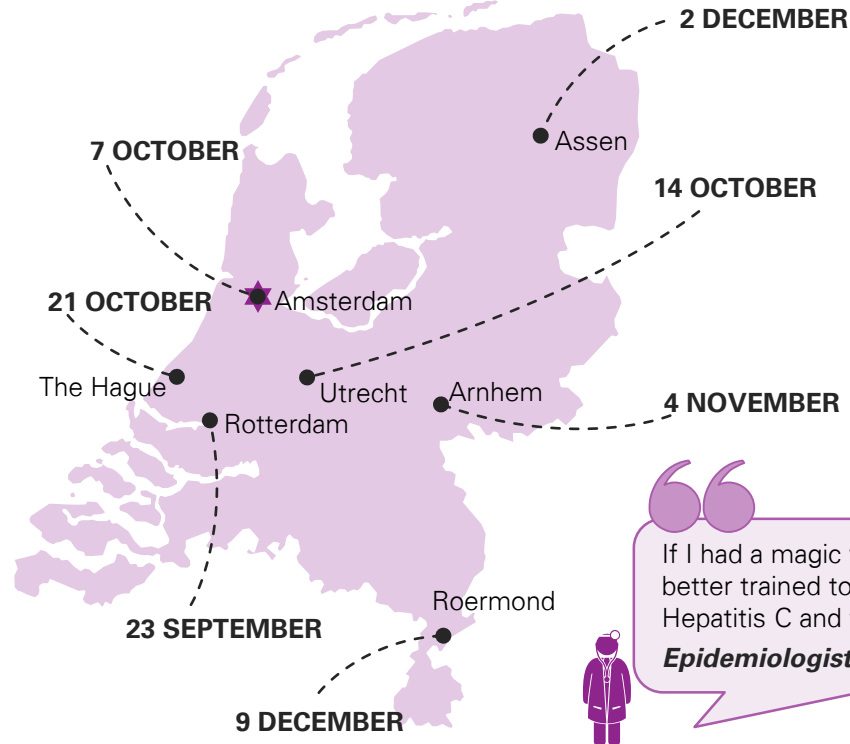 2 DECEMBER
Assen
7 OCTOBER
14 OCTOBER
21 OCTOBER
Amsterdam
The Hague
Utrecht
Arnhem
4 NOVEMBER
Rotterdam
If I had a magic
better trained to
Hepatitis C and
Epidemiologist
Roermond
23 SEPTEMBER
9 DECEMBER